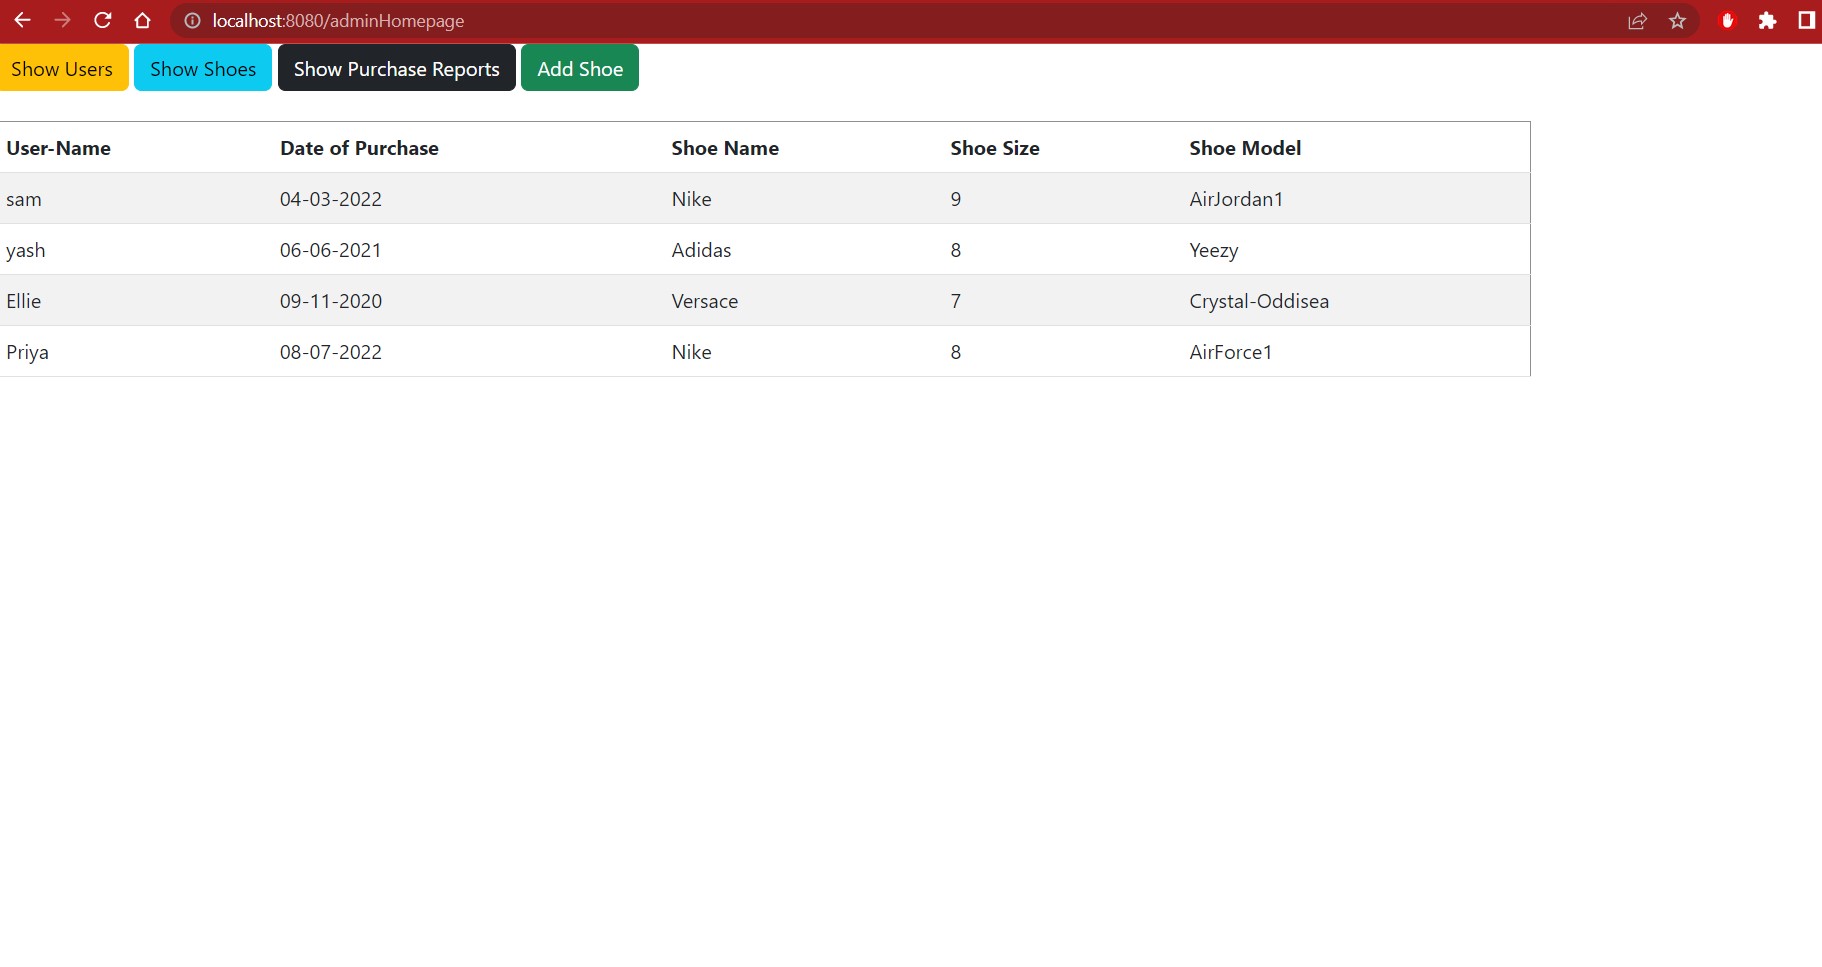 localhost:8080/adminHomepage
Show Users Show Shoes Show Purchase Reports Add Shoe
User-Name Date of Purchase Shoe Name Shoe Size Shoe Model
sam 04-03-2022 Nike 9 AirJordan1
yash 06-06-2021 Adidas 8 Yeezy
Ellie 09-11-2020 Versace 7 Crystal-Oddisea
Priya 08-07-2022 Nike 8 AirForce1